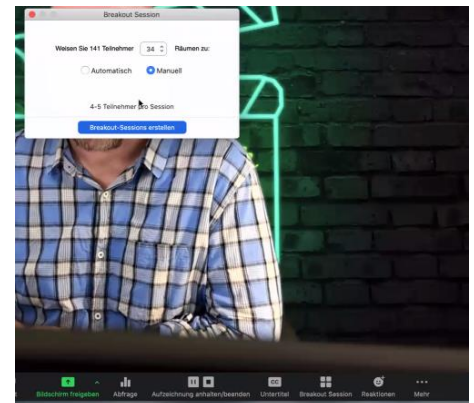 Breakout Session
Weisen Sie 141 Teilnehmer 34 Räumen zu:
Automatisch Manuell
4-5 Teilnehmer pro Session
Breakout-Sessions erstellen
Bildschirm freigeben Abfrage Aufzeichnung anhalten/beenden Untertitel Breakout Session Reaktionen Mehr